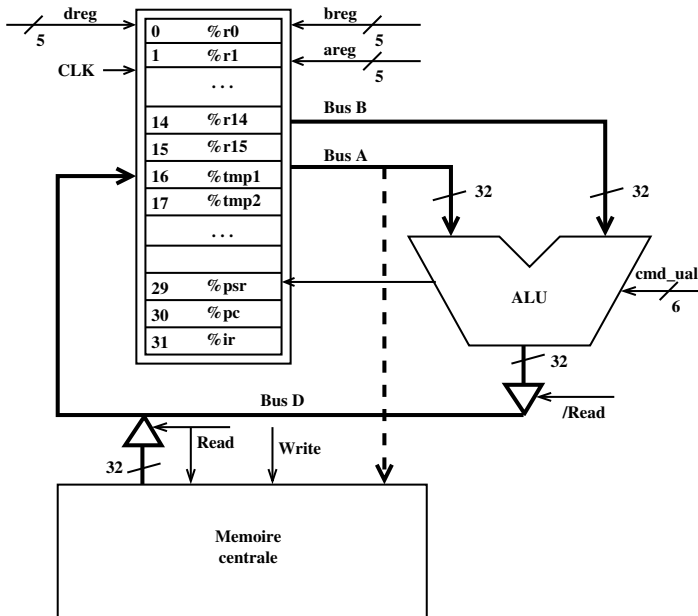 dreg
5
CLK
0 %r0
1 %r1
...
14 %r14
15 %r15
16 %tmp1
17 %tmp2
...
29 %psr
30 %pc
31 %ir
breg
5
areg
5
Bus B
Bus A
32
32
cmd_ual
6
ALU
32
/Read
Bus D
Read
Write
32
Memoire
centrale